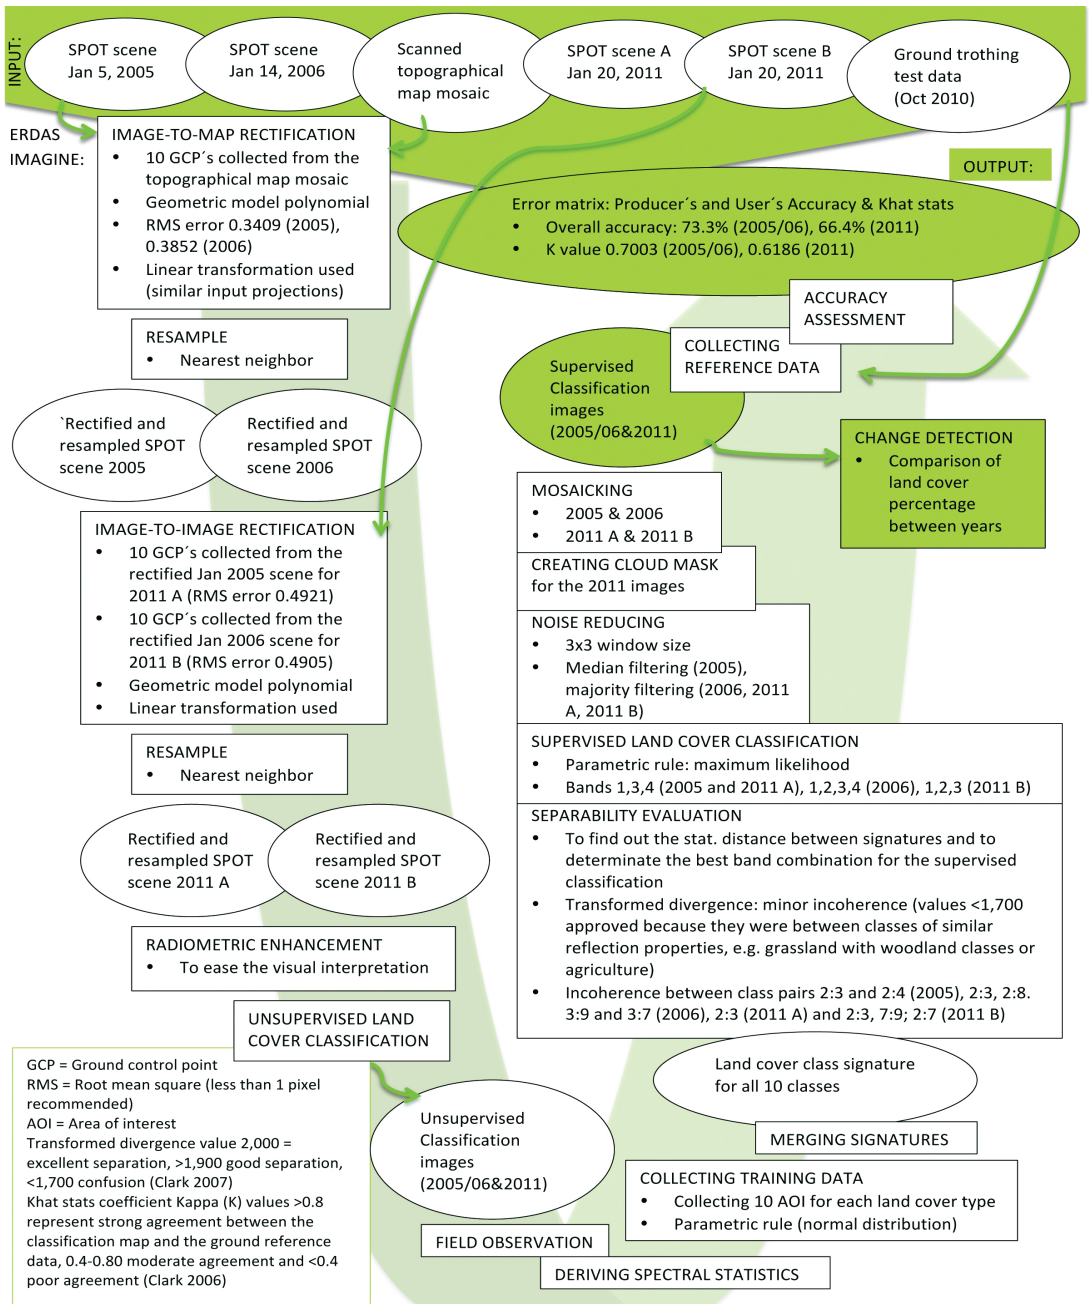 INPUT:
SPOT scene
Jan 5, 2005
SPOT scene
Jan 14, 2006
Scanned
topographical
map mosaic
SPOT scene A
Jan 20, 2011
SPOT scene B
Jan 20, 2011
Ground trothing
test data
(Oct 2010)
ERDAS
IMAGINE:
IMAGE-TO-MAP RECTIFICATION
• 10 GCP´s collected from the
topographical map mosaic
• Geometric model polynomial
• RMS error 0.3409 (2005),
0.3852 (2006)
• Linear transformation used
(similar input projections)
RESAMPLE
• Nearest neighbor
`Rectified and
resampled SPOT
scene 2005
Rectified and
resampled SPOT
scene 2006
IMAGE-TO-IMAGE RECTIFICATION
• 10 GCP´s collected from the
rectified Jan 2005 scene for
2011 A (RMS error 0.4921)
• 10 GCP´s collected from the
rectified Jan 2006 scene for
2011 B (RMS error 0.4905)
• Geometric model polynomial
• Linear transformation used
RESAMPLE
• Nearest neighbor
Rectified and
resampled SPOT
scene 2011 A
Rectified and
resampled SPOT
scene 2011 B
RADIOMETRIC ENHANCEMENT
• To ease the visual interpretation
UNSUPERVISED LAND
COVER CLASSIFICATION
GCP = Ground control point
RMS = Root mean square (less than 1 pixel
recommended)
AOI = Area of interest
Transformed divergence value 2,000 =
excellent separation, >1,900 good separation,
<1,700 confusion (Clark 2007)
Khat stats coefficient Kappa (K) values >0.8
represent strong agreement between the
classification map and the ground reference
data, 0.4-0.80 moderate agreement and <0.4
poor agreement (Clark 2006)
Unsupervised
Classification
images
(2005/06&2011)
FIELD OBSERVATION
DERIVING SPECTRAL STATISTICS
COLLECTING TRAINING DATA
• Collecting 10 AOI for each land cover type
• Parametric rule (normal distribution)
MERGING SIGNATURES
Land cover class signature
for all 10 classes
SEPARABILITY EVALUATION
• To find out the stat. distance between signatures and to
determinate the best band combination for the supervised
classification
• Transformed divergence: minor incoherence (values <1,700
approved because they were between classes of similar
reflection properties, e.g. grassland with woodland classes or
agriculture)
• Incoherence between class pairs 2:3 and 2:4 (2005), 2:3, 2:8.
3:9 and 3:7 (2006), 2:3 (2011 A) and 2:3, 7:9; 2:7 (2011 B)
SUPERVISED LAND COVER CLASSIFICATION
• Parametric rule: maximum likelihood
• Bands 1,3,4 (2005 and 2011 A), 1,2,3,4 (2006), 1,2,3 (2011 B)
NOISE REDUCING
• 3x3 window size
• Median filtering (2005),
majority filtering (2006, 2011
A, 2011 B)
CREATING CLOUD MASK
for the 2011 images
MOSAICKING
• 2005 & 2006
• 2011 A & 2011 B
Supervised
Classification
images
(2005/06&2011)
CHANGE DETECTION
• Comparison of
land cover
percentage
between years
COLLECTING
REFERENCE DATA
ACCURACY
ASSESSMENT
OUTPUT:
Error matrix: Producer´s and User´s Accuracy & Khat stats
• Overall accuracy: 73.3% (2005/06), 66.4% (2011)
• K value 0.7003 (2005/06), 0.6186 (2011)